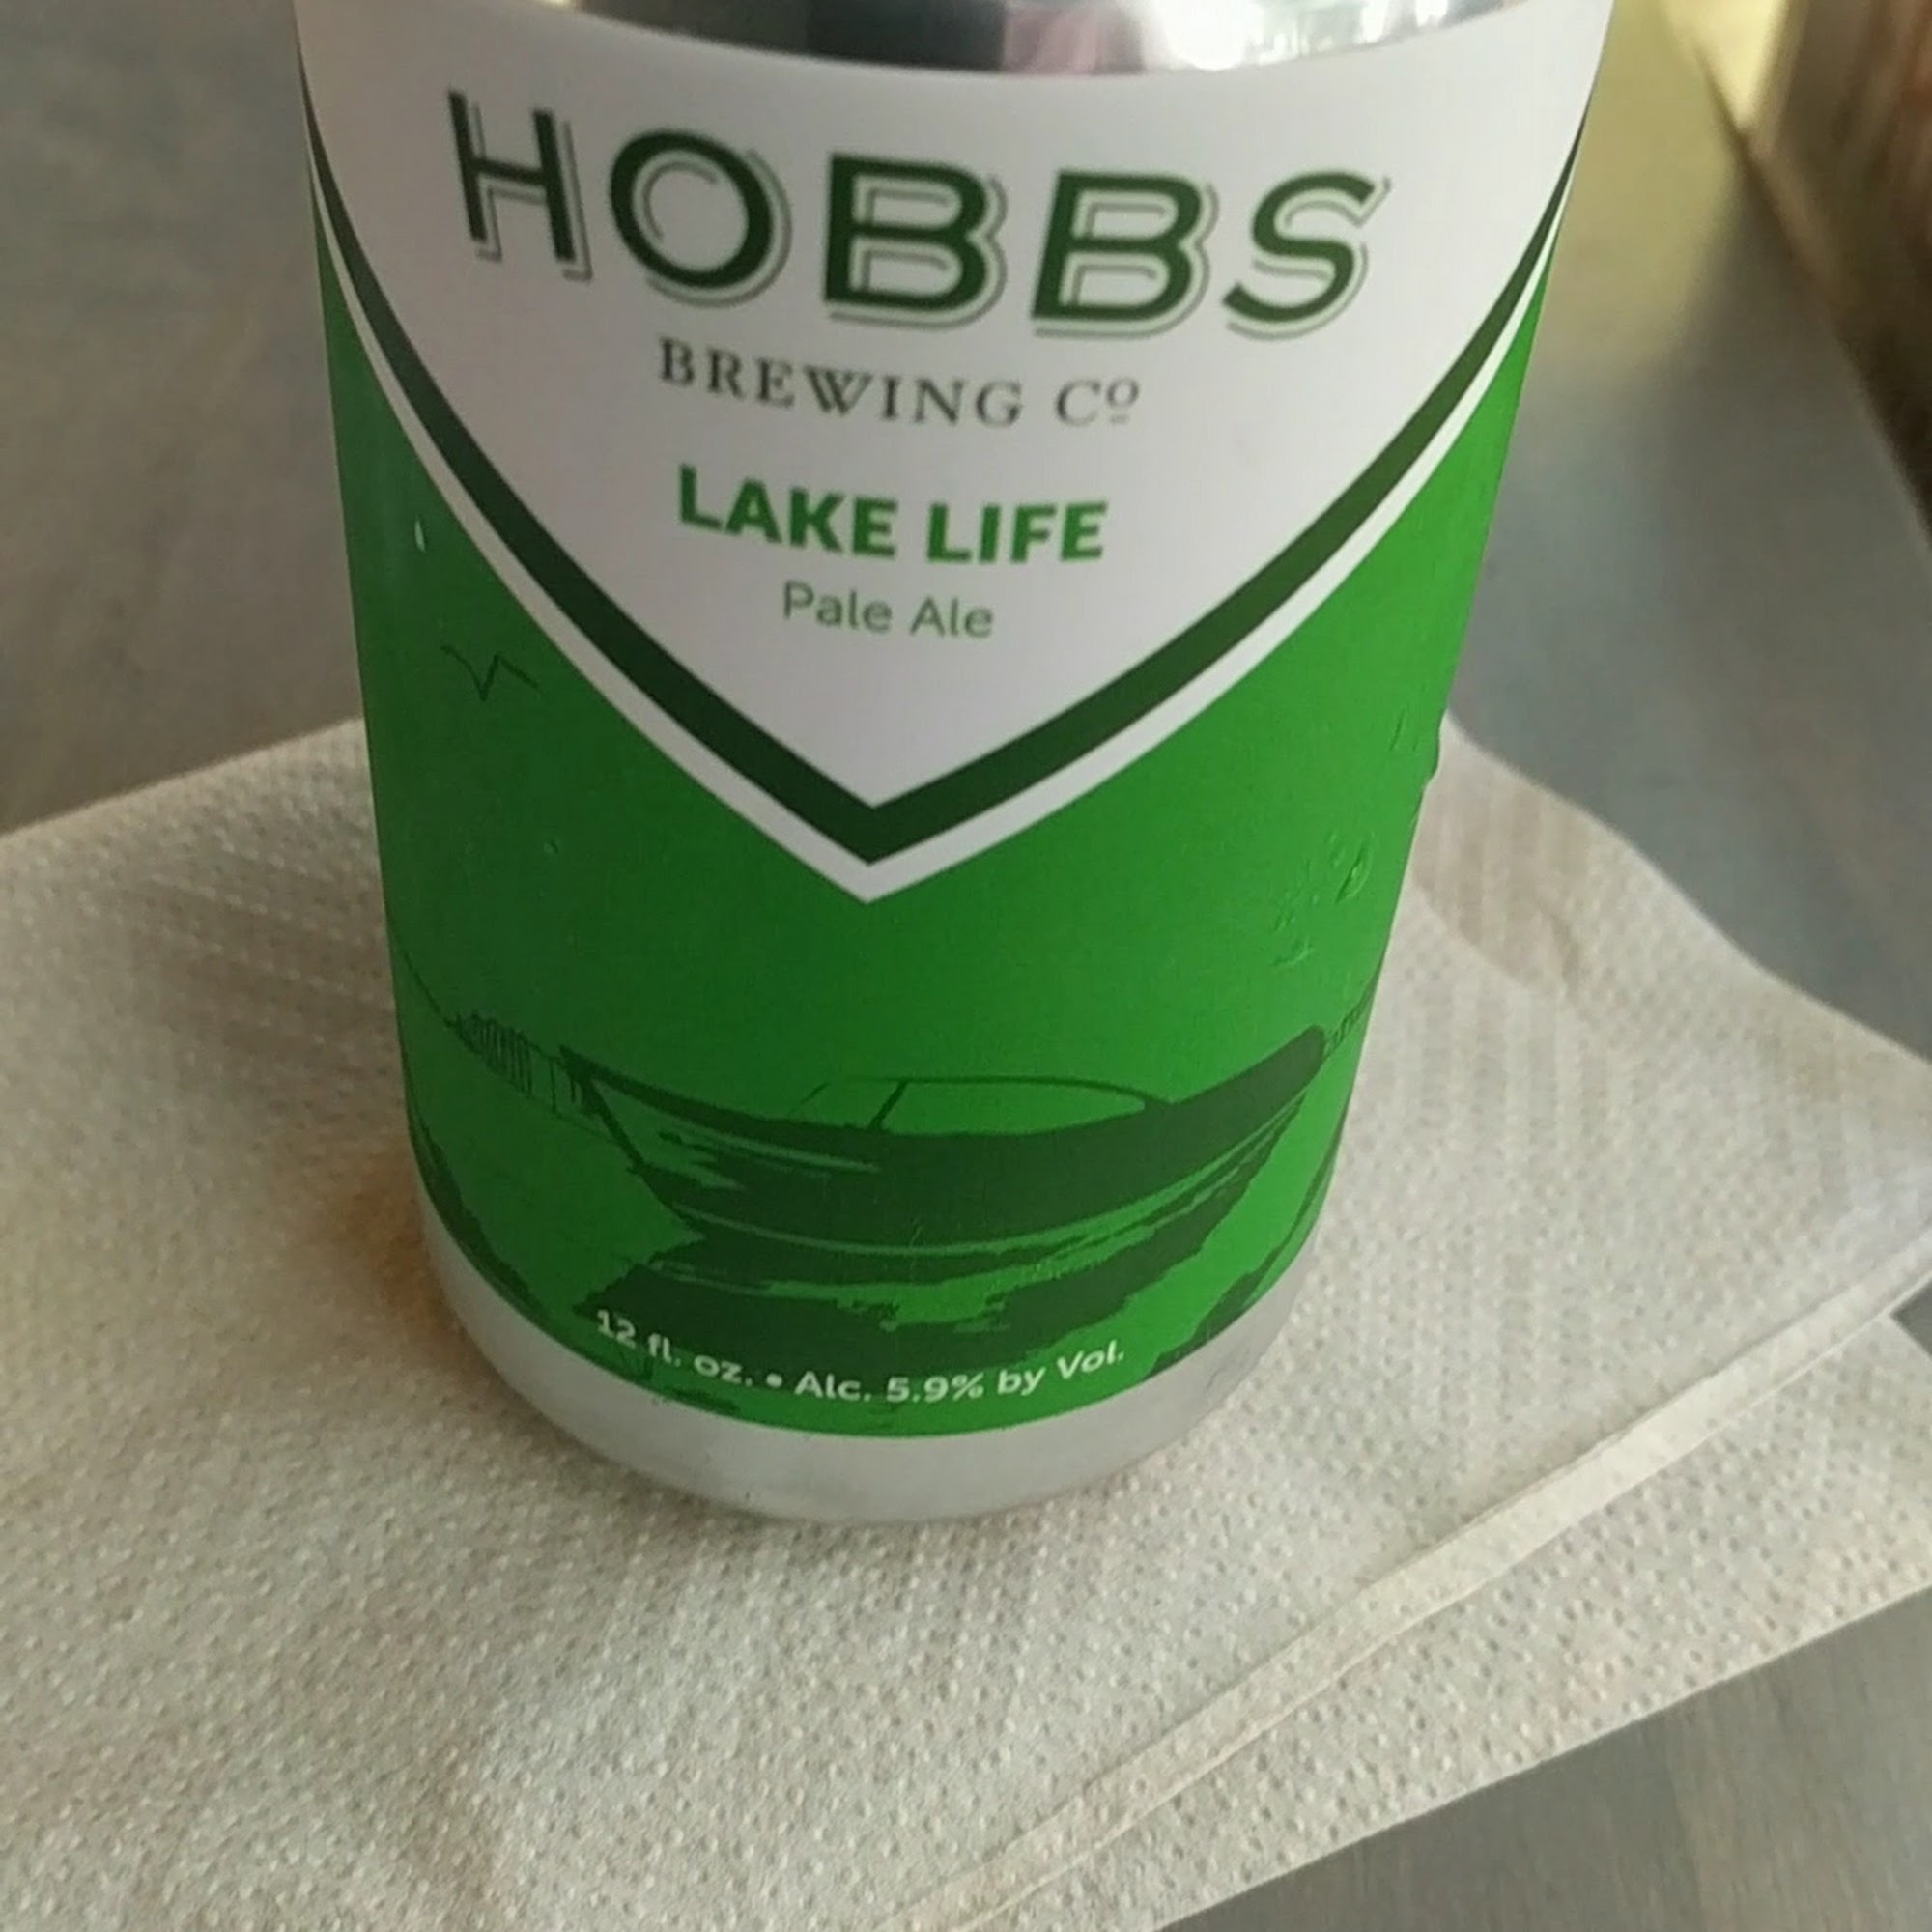 HOBBS
BREWING Cº
LAKE LIFE
Pale Ale
12 fl. oz. • Alc. 5.9% by Vol.